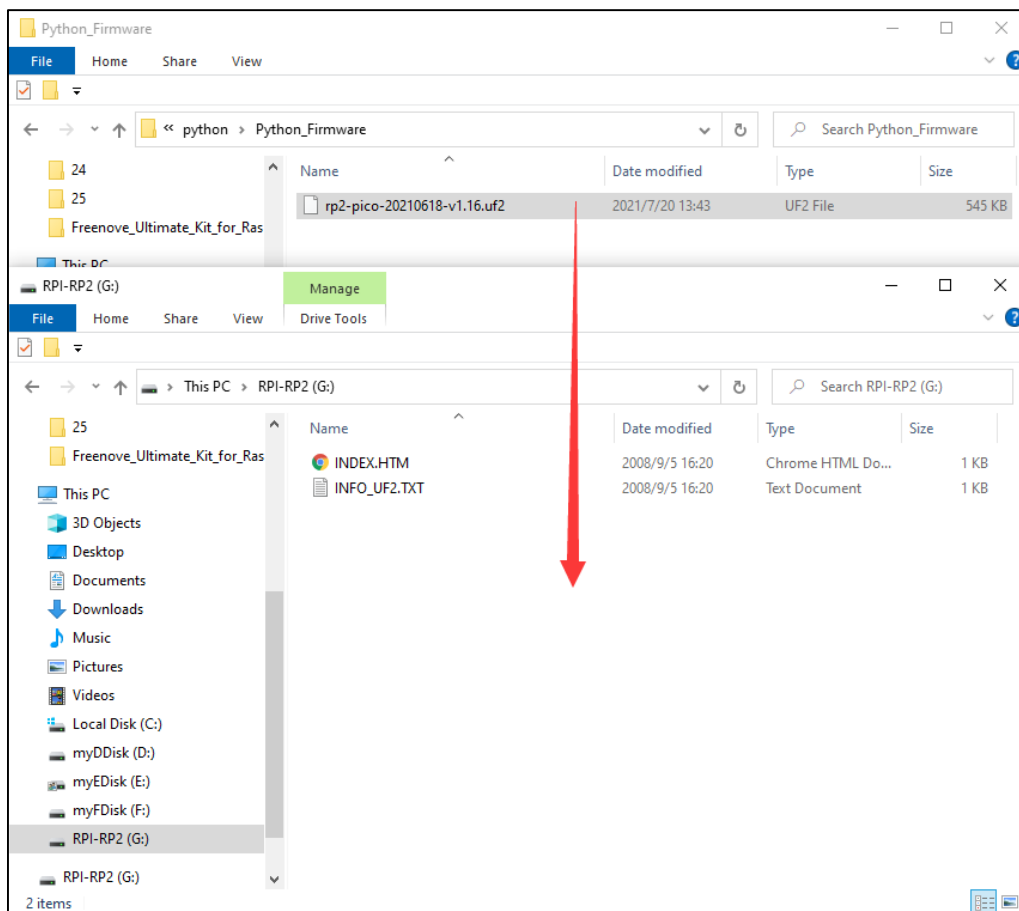 Python_Firmware
File Home Share View
« python › Python_Firmware
Search Python_Firmware
24
25
Freenove_Ultimate_Kit_for_Ras
This PC
Name Date modified Type Size
rp2-pico-20210618-v1.16.uf2 2021/7/20 13:43 UF2 File 545 KB
RPI-RP2 (G:) Manage
File Home Share View Drive Tools
› This PC › RPI-RP2 (G:)
Search RPI-RP2 (G:)
25
Freenove_Ultimate_Kit_for_Ras
This PC
3D Objects
Desktop
Documents
Downloads
Music
Pictures
Videos
Local Disk (C:)
myDDisk (D:)
myEDisk (E:)
myFDisk (F:)
RPI-RP2 (G:)
RPI-RP2 (G:)
Name Date modified Type Size
INDEX.HTM 2008/9/5 16:20 Chrome HTML Do... 1 KB
INFO_UF2.TXT 2008/9/5 16:20 Text Document 1 KB
2 items